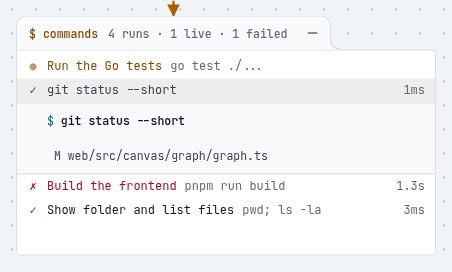 $ commands 4 runs · 1 live · 1 failed —
● Run the Go tests go test ./...
✓ git status --short 1ms
$ git status --short
M web/src/canvas/graph/graph.ts
✗ Build the frontend pnpm run build 1.3s
✓ Show folder and list files pwd; ls -la 3ms